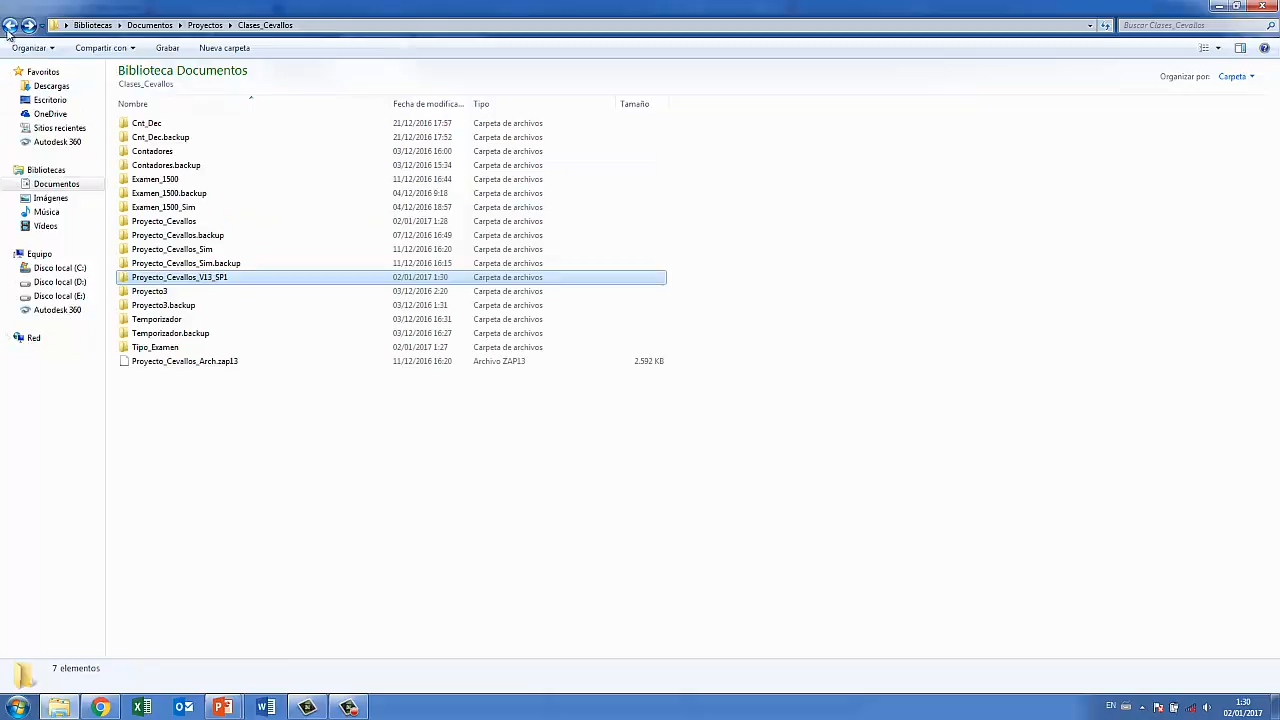 Bibliotecas Documentos Proyectos Clases_Cevallos Buscar Clases_Cevallos
Organizar Compartir con Grabar Nueva carpeta
Favoritos
Descargas
Escritorio
OneDrive
Sitios recientes
Autodesk 360
Bibliotecas
Documentos
Imágenes
Música
Vídeos
Equipo
Disco local (C:)
Disco local (D:)
Disco local (E:)
Autodesk 360
Red
Biblioteca Documentos
Clases_Cevallos
Organizar por: Carpeta
Nombre Fecha de modifica... Tipo Tamaño
Cnt_Dec 21/12/2016 17:57 Carpeta de archivos
Cnt_Dec.backup 21/12/2016 17:52 Carpeta de archivos
Contadores 03/12/2016 16:00 Carpeta de archivos
Contadores.backup 03/12/2016 15:34 Carpeta de archivos
Examen_1500 11/12/2016 16:44 Carpeta de archivos
Examen_1500.backup 04/12/2016 9:18 Carpeta de archivos
Examen_1500_Sim 04/12/2016 18:57 Carpeta de archivos
Proyecto_Cevallos 02/01/2017 1:28 Carpeta de archivos
Proyecto_Cevallos.backup 07/12/2016 16:49 Carpeta de archivos
Proyecto_Cevallos_Sim 11/12/2016 16:20 Carpeta de archivos
Proyecto_Cevallos_Sim.backup 11/12/2016 16:15 Carpeta de archivos
Proyecto_Cevallos_V13_SP1 02/01/2017 1:30 Carpeta de archivos
Proyecto3 03/12/2016 2:20 Carpeta de archivos
Proyecto3.backup 03/12/2016 1:31 Carpeta de archivos
Temporizador 03/12/2016 16:31 Carpeta de archivos
Temporizador.backup 03/12/2016 16:27 Carpeta de archivos
Tipo_Examen 02/01/2017 1:27 Carpeta de archivos
Proyecto_Cevallos_Arch.zap13 11/12/2016 16:20 Archivo ZAP13 2.592 KB
7 elementos
EN 1:30
02/01/2017